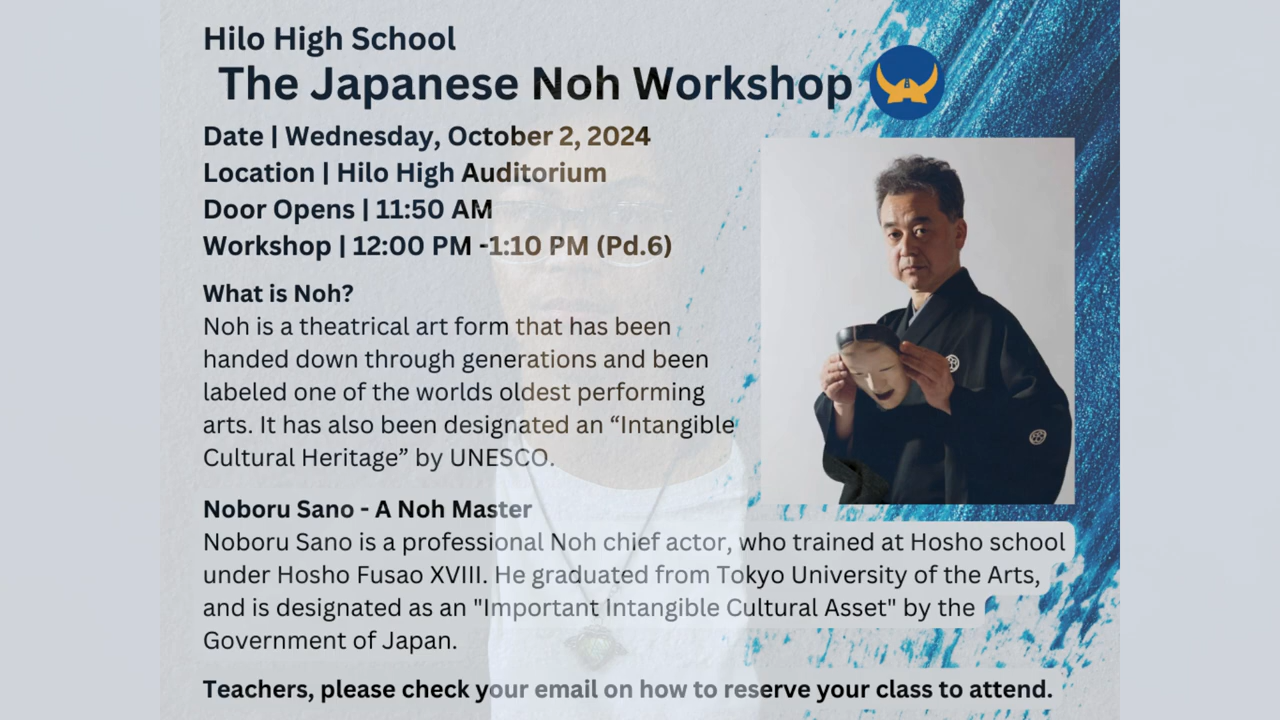 Hilo High School
The Japanese Noh Workshop
Date | Wednesday, October 2, 2024
Location | Hilo High Auditorium
Door Opens | 11:50 AM
Workshop | 12:00 PM -1:10 PM (Pd.6)
What is Noh?
Noh is a theatrical art form that has been
handed down through generations and been
labeled one of the worlds oldest performing
arts. It has also been designated an “Intangible
Cultural Heritage” by UNESCO.
Noboru Sano - A Noh Master
Noboru Sano is a professional Noh chief actor, who trained at Hosho school
under Hosho Fusao XVIII. He graduated from Tokyo University of the Arts,
and is designated as an "Important Intangible Cultural Asset" by the
Government of Japan.
Teachers, please check your email on how to reserve your class to attend.